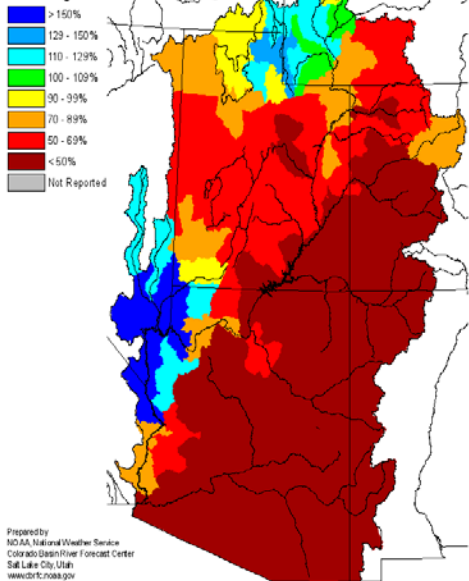 > 150%
129 - 150%
110 - 129%
100 - 109%
90 - 99%
70 - 89%
50 - 69%
< 50%
Not Reported
Prepared by
NOAA, National Weather Service
Colorado Basin River Forecast Center
Salt Lake City, Utah
www.cbrfc.noaa.gov